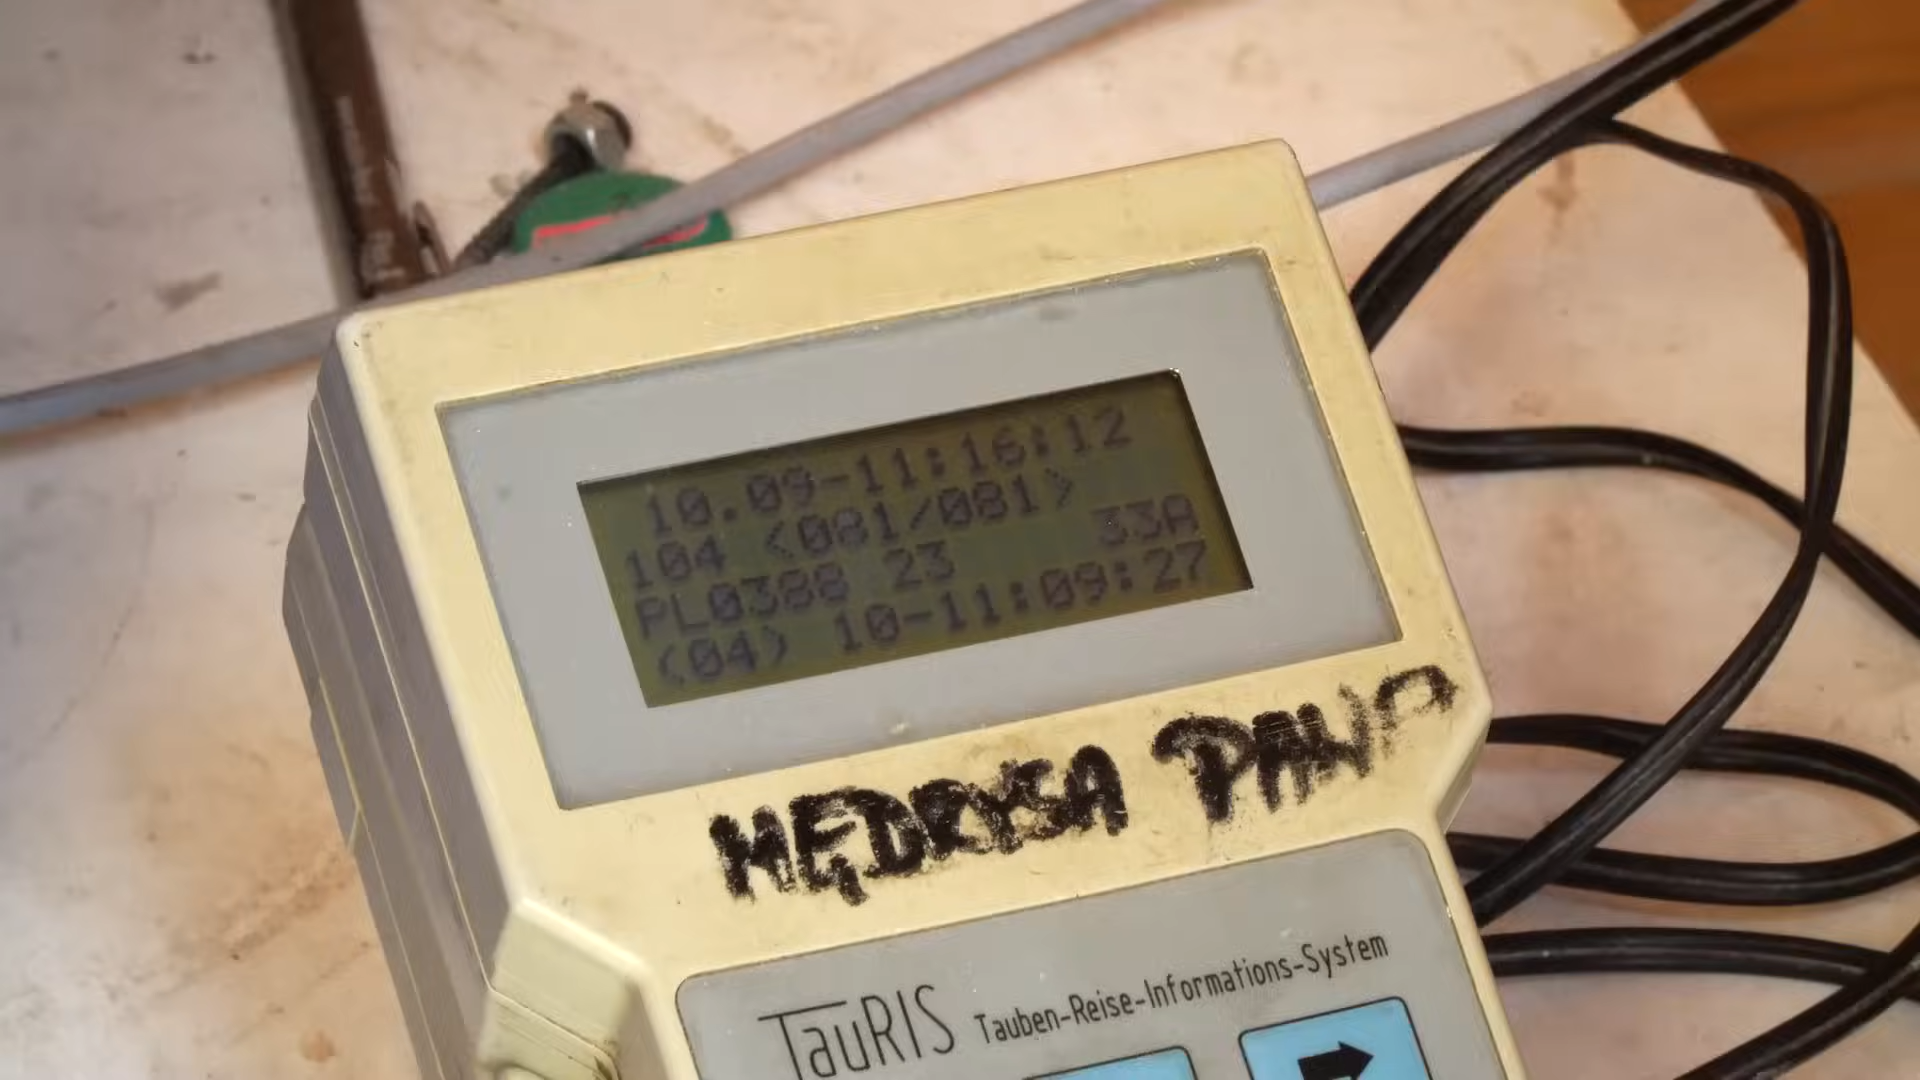 10.09-11:16:12
104 <081/081>
PL0388 23 33A
(04) 10-11:09:27
MĘDRYSA
TauRIS Tauben-Reise-Informations-System